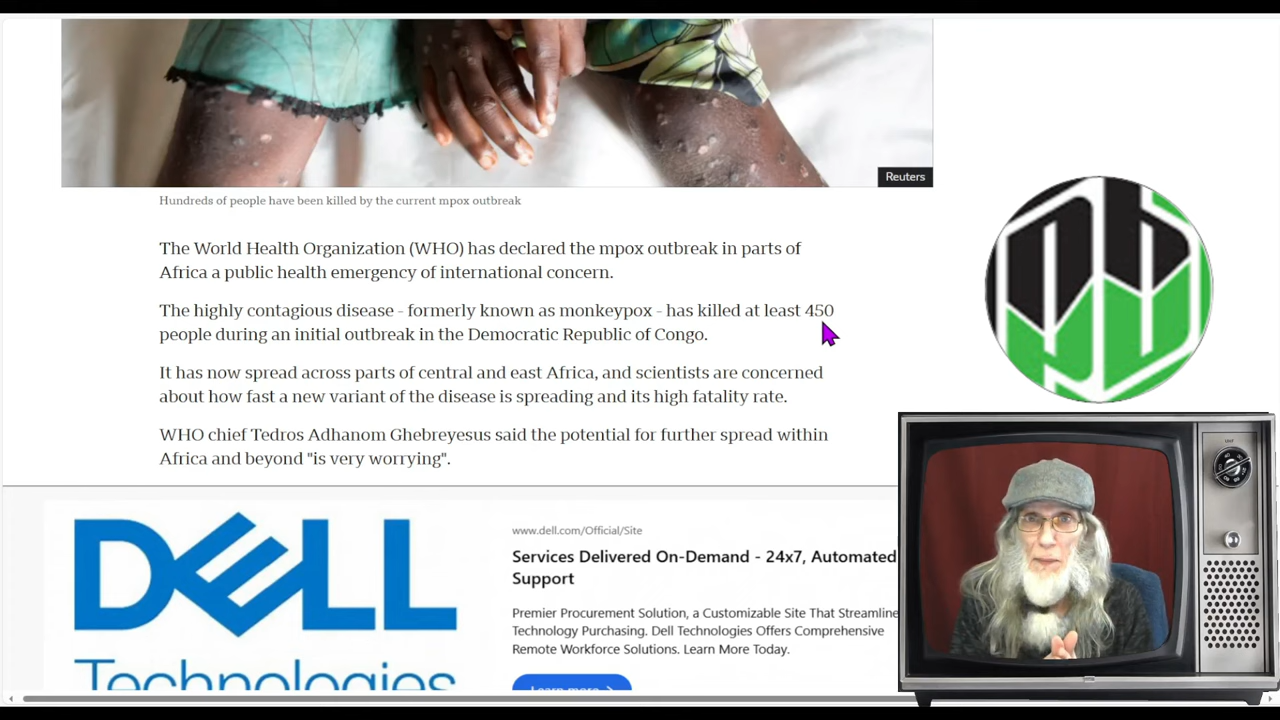 Reuters
Hundreds of people have been killed by the current mpox outbreak
The World Health Organization (WHO) has declared the mpox outbreak in parts of
Africa a public health emergency of international concern.
The highly contagious disease - formerly known as monkeypox - has killed at least 450
people during an initial outbreak in the Democratic Republic of Congo.
It has now spread across parts of central and east Africa, and scientists are concerned
about how fast a new variant of the disease is spreading and its high fatality rate.
WHO chief Tedros Adhanom Ghebreyesus said the potential for further spread within
Africa and beyond "is very worrying".
DELL
Technologies
www.dell.com/Official/Site
Services Delivered On-Demand - 24x7, Automated
Support
Premier Procurement Solution, a Customizable Site That Streamline
Technology Purchasing. Dell Technologies Offers Comprehensive
Remote Workforce Solutions. Learn More Today.
Learn more >